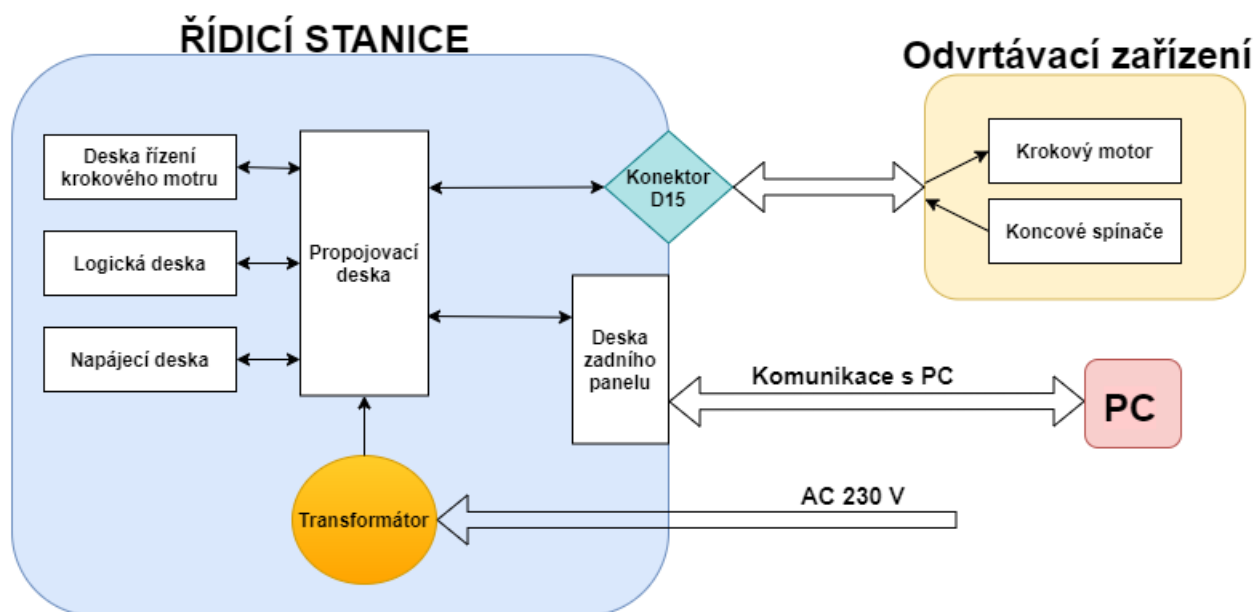 ŘÍDICÍ STANICE
Odvrtávací zařízení
Deska řízení
krokového motru
Logická deska
Napájecí deska
Propojovací
deska
Transformátor
Konektor
D15
Deska
zadního
panelu
Krokový motor
Koncové spínače
Komunikace s PC
PC
AC 230 V